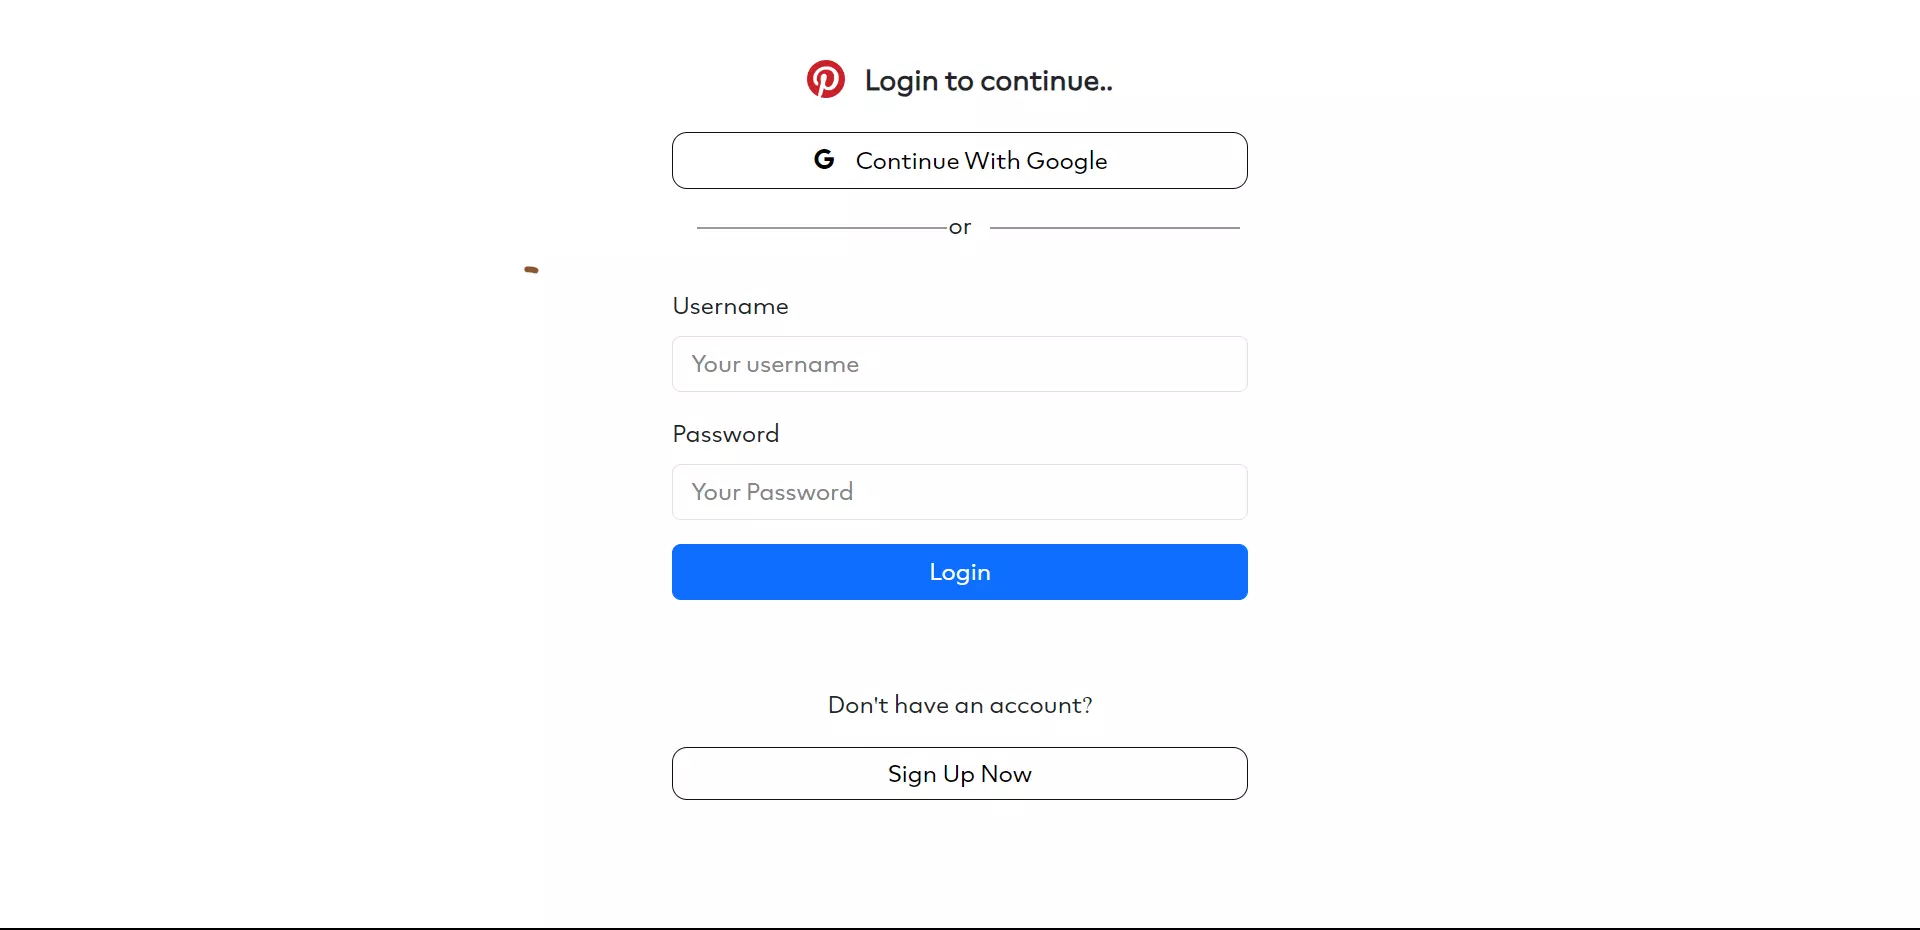 Login to continue..
G Continue With Google
or
Username
Your username
Password
Your Password
Login
Don't have an account?
Sign Up Now